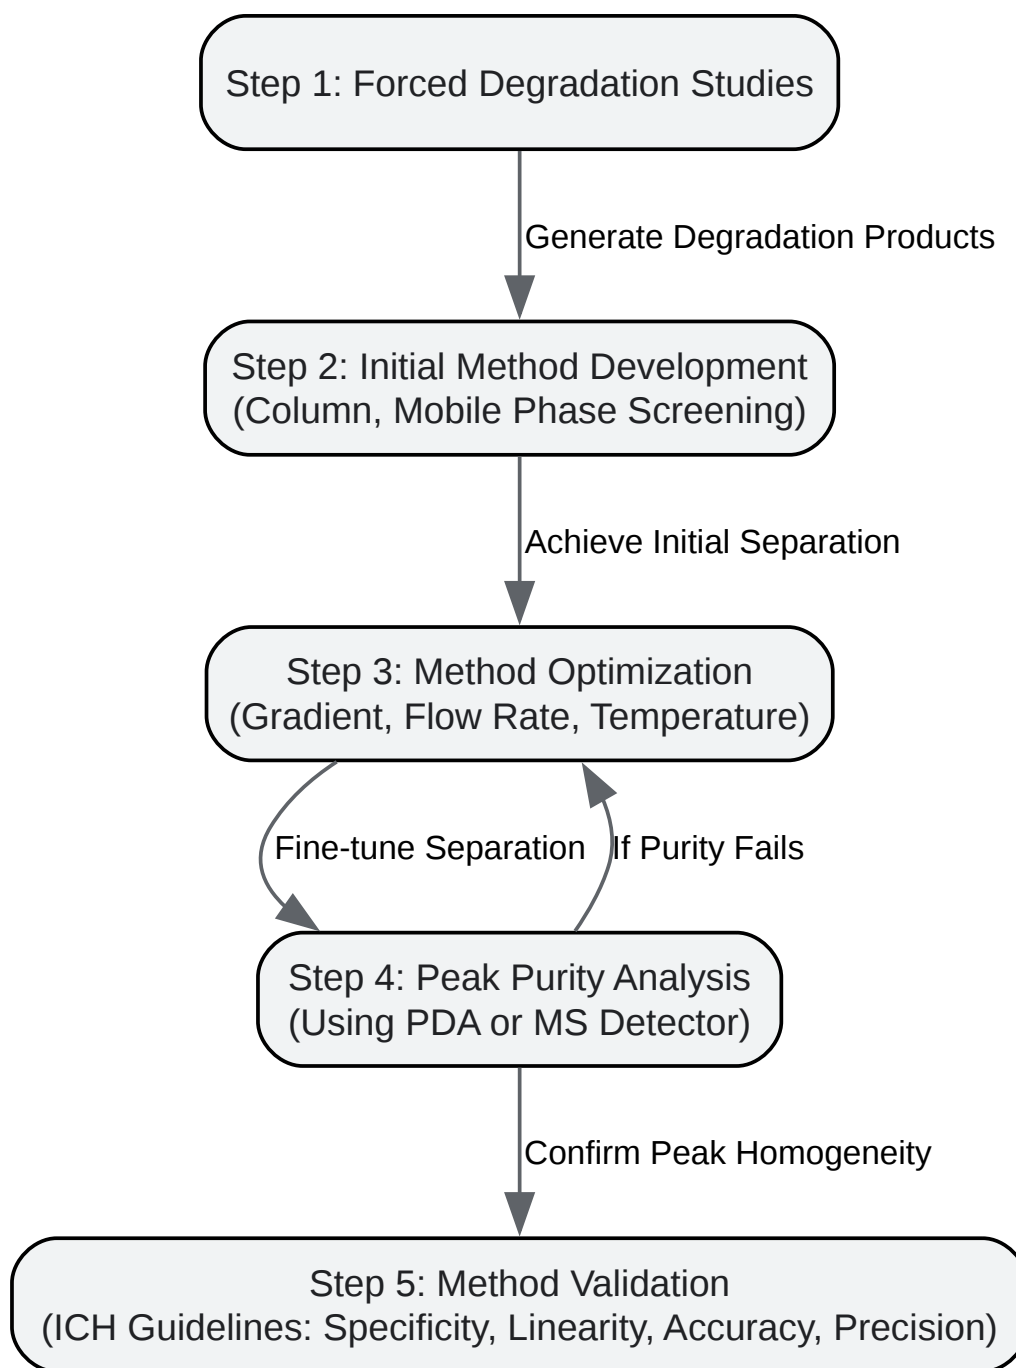 Step 1: Forced Degradation Studies
Generate Degradation Products
Step 2: Initial Method Development
(Column, Mobile Phase Screening)
Achieve Initial Separation
Step 3: Method Optimization
(Gradient, Flow Rate, Temperature)
Fine-tune Separation
If Purity Fails
Step 4: Peak Purity Analysis
(Using PDA or MS Detector)
Confirm Peak Homogeneity
Step 5: Method Validation
(ICH Guidelines: Specificity, Linearity, Accuracy, Precision)